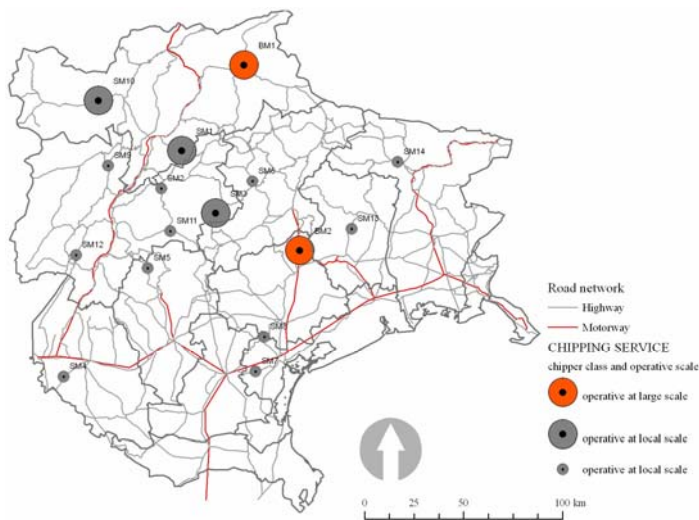 BM1
SM10
SM1
SM9
SM2
SM6
BM14
SM3
SM11
SM13
BM2
SM12
SM5
SM8
SM7
SM4
Road network
Highway
Motorway
CHIPPING SERVICE
chipper class and operative scale
operative at large scale
operative at local scale
operative at local scale
0 25 50 75 100 km